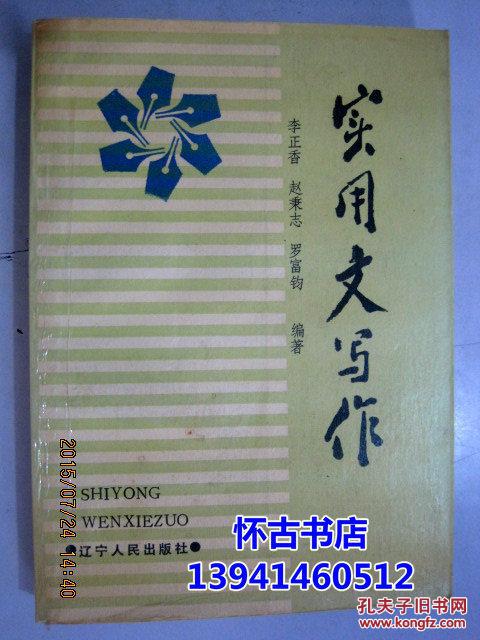 实用文写作
李正香 赵秉志 罗富钧 编著
SHIYONG
WENXIEZUO
●辽宁人民出版社●
2015/07/24 14:40
怀古书店
13941460512
孔夫子旧书网
www.kongfz.com